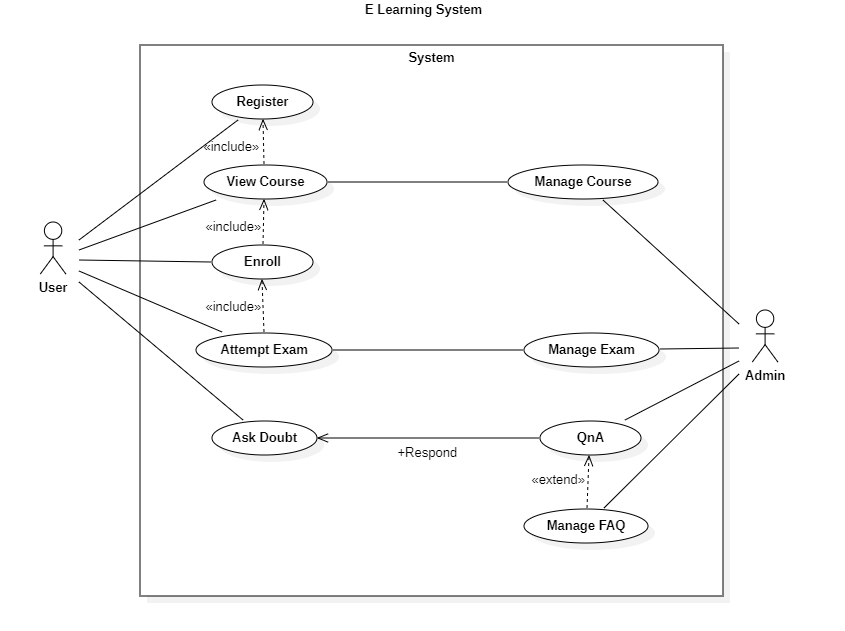 E Learning System
System
Register
«include»
View Course
Manage Course
«include»
Enroll
User
«include»
Attempt Exam
Manage Exam
Admin
Ask Doubt
QnA
+Respond
«extend»
Manage FAQ